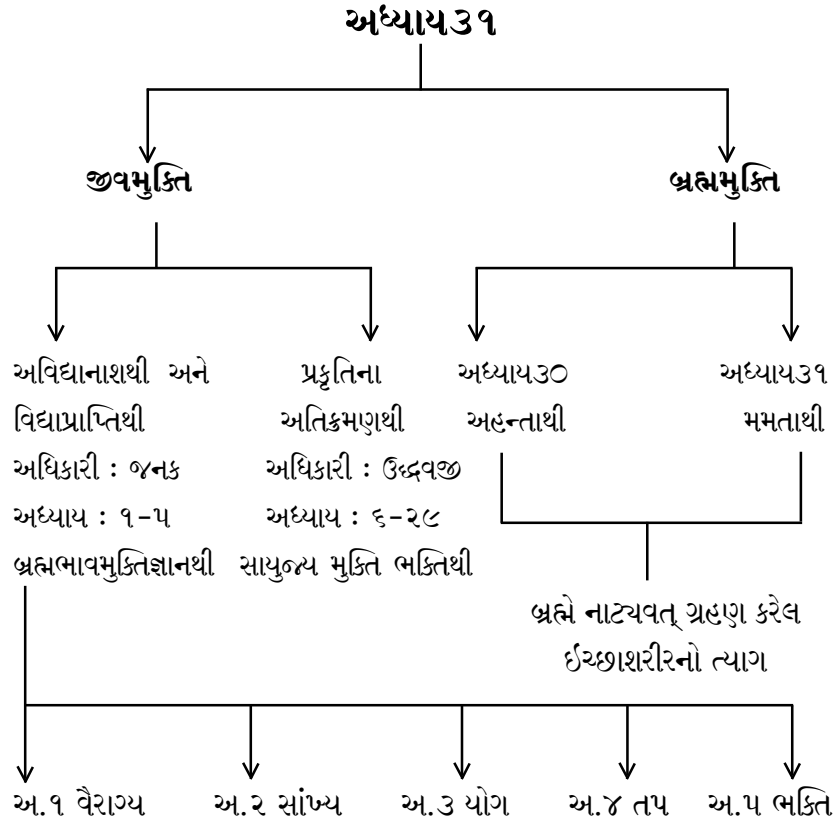 અધ્યાય૩૧
જીવમુક્તિ
બ્રહ્મમુક્તિ
અવિદ્યાનાશથી અને
વિદ્યાપ્રાપ્તિથી
અધિકારી : જનક
અધ્યાય : ૧-૫
બ્રહ્મભાવમુક્તિજ્ઞાનથી
પ્રકૃતિના
અતિક્રમણથી
અધિકારી : ઉદ્ધવજી
અધ્યાય : ૬-૨૯
સાયુજ્ય મુક્તિ ભક્તિથી
અધ્યાય૩૦
અહન્તાથી
અધ્યાય૩૧
મમતાથી
બ્રહ્મે નાટ્યવત્ ગ્રહણ કરેલ
ઈચ્છાશરીરનો ત્યાગ
અ.૧ વૈરાગ્ય
અ.૨ સાંખ્ય
અ.૩ યોગ
અ.૪ તપ
અ.૫ ભક્તિ